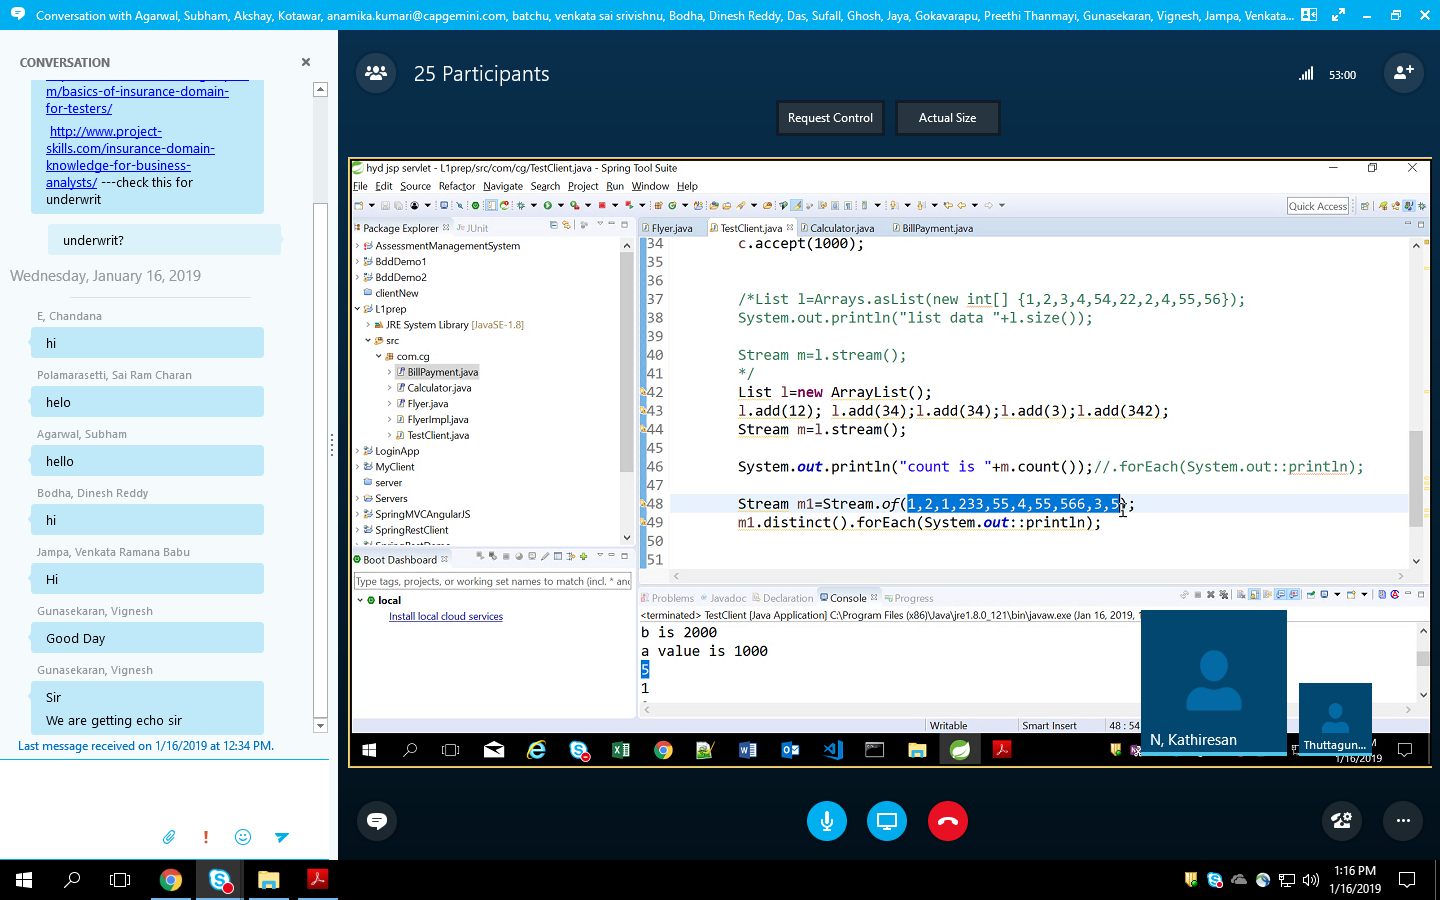 Conversation with Agarwal, Subham, Akshay, Kotawar, anamika.kumari@capgemini.com, batchu, venkata sai srivishnu, Bodha, Dinesh Reddy, Das, Sufall, Ghosh, Jaya, Gokavarapu, Preethi Thanmayi, Gunasekaran, Vignesh, Jampa, Venkata...
CONVERSATION
m/basics-of-insurance-domain-
for-testers/
http://www.project-
skills.com/insurance-domain-
knowledge-for-business-
analysts/ ---check this for
underwrit
underwrit?
Wednesday, January 16, 2019
E, Chandana
hi
Polamarasetti, Sai Ram Charan
helo
Agarwal, Subham
hello
Bodha, Dinesh Reddy
hi
Jampa, Venkata Ramana Babu
Hi
Gunasekaran, Vignesh
Good Day
Gunasekaran, Vignesh
Sir
We are getting echo sir
Last message received on 1/16/2019 at 12:34 PM.
25 Participants
53:00
Request Control
Actual Size
hyd jsp servlet - L1prep/src/com/cg/TestClient.java - Spring Tool Suite
File Edit Source Refactor Navigate Search Project Run Window Help
Quick Access
Package Explorer
JUnit
AssessmentManagementSystem
BddDemo1
BddDemo2
clientNew
L1prep
JRE System Library [JavaSE-1.8]
src
com.cg
BillPayment.java
Calculator.java
Flyer.java
FlyerImpl.java
TestClient.java
LoginApp
MyClient
server
Servers
SpringMVCAngularJS
SpringRestClient
Boot Dashboard
Type tags, projects, or working set names to match (incl. * and
local
Install local cloud services
Flyer.java
TestClient.java
Calculator.java
BillPayment.java
34 c.accept(1000);
35
36
37 /*List l=Arrays.asList(new int[] {1,2,3,4,54,22,2,4,55,56});
38 System.out.println("list data "+l.size());
39
40 Stream m=l.stream();
41 */
42 List l=new ArrayList();
43 l.add(12); l.add(34);l.add(34);l.add(3);l.add(342);
44 Stream m=l.stream();
45
46 System.out.println("count is "+m.count());//.forEach(System.out::println);
47
48 Stream m1=Stream.of(1,2,1,233,55,4,55,566,3,5);
49 m1.distinct().forEach(System.out::println);
50
51
Problems
Javadoc
Declaration
Console
Progress
<terminated> TestClient [Java Application] C:\Program Files (x86)\Java\jre1.8.0_121\bin\javaw.exe (Jan 16, 2019, 1
b is 2000
a value is 1000
5
1
Writable
Smart Insert
48 : 54
N, Kathiresan
Thuttagun...
M
1/16/2019
1:16 PM
1/16/2019